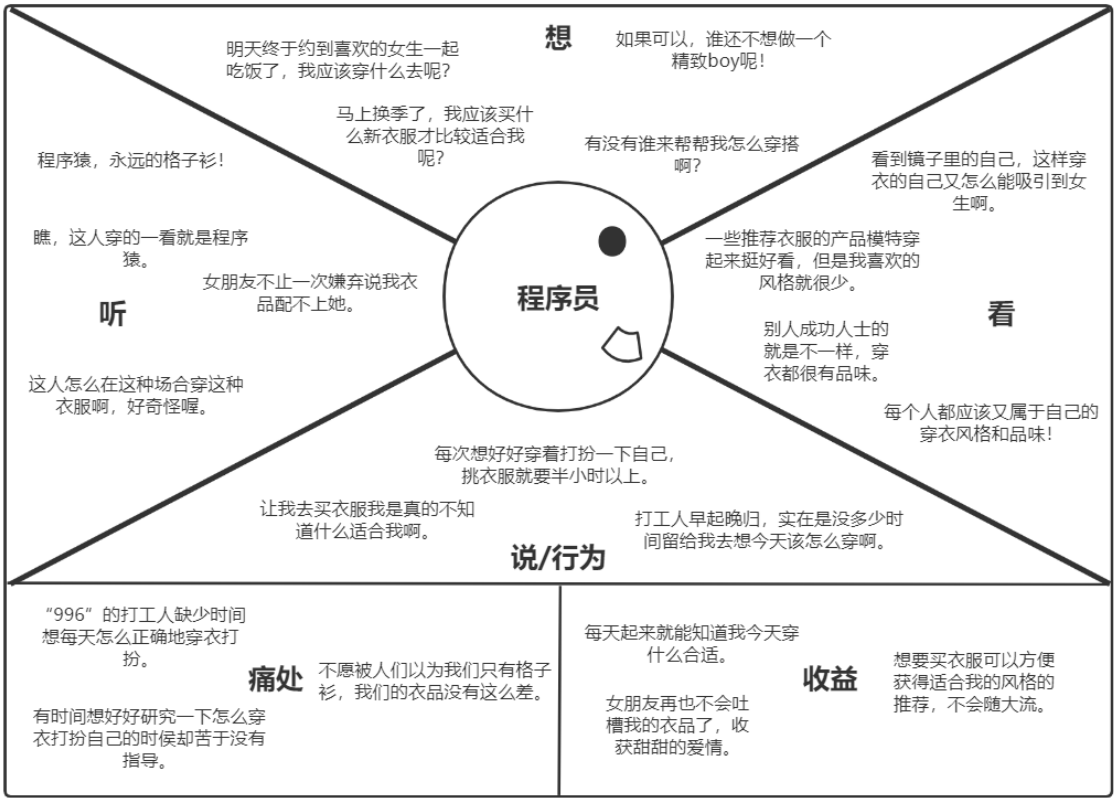 想
明天终于约到喜欢的女生一起
吃饭了，我应该穿什么去呢？
如果可以，谁还不想做一个
精致boy呢！
马上换季了，我应该买什
么新衣服才比较适合我
呢？
有没有谁来帮帮我怎么穿搭
啊？
程序猿，永远的格子衫！
瞧，这人穿的一看就是程序
猿。
女朋友不止一次嫌弃说我衣
品配不上她。
听
这人怎么在这种场合穿这种
衣服啊，好奇怪喔。
程序员
看到镜子里的自己，这样穿
衣的自己又怎么能吸引到女
生啊。
一些推荐衣服的产品模特穿
起来挺好看，但是我喜欢的
风格就很少。
看
别人成功人士的
就是不一样，穿
衣都很有品味。
每个人都应该又属于自己的
穿衣风格和品味！
每次想好好穿着打扮一下自己，
挑衣服就要半小时以上。
让我去买衣服我是真的不知
道什么适合我啊。
打工人早起晚归，实在是没多少时
间留给我去想今天该怎么穿啊。
说/行为
“996”的打工人缺少时间
想每天怎么正确地穿衣打
扮。
痛处
不愿被人们以为我们只有格子
衫，我们的衣品没有这么差。
有时间想好好研究一下怎么穿
衣打扮自己的时侯却苦于没有
指导。
每天起来就能知道我今天穿
什么合适。
收益
想要买衣服可以方便
获得适合我的风格的
推荐，不会随大流。
女朋友再也不会吐
槽我的衣品了，收
获甜甜的爱情。